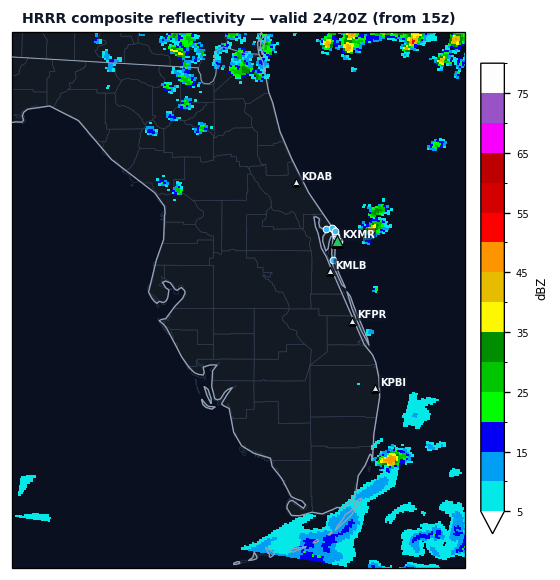 HRRR composite reflectivity — valid 24/20Z (from 15z)
KDAB
KXMR
KMLB
KFPR
KPBI
75
65
55
45
35
25
15
5
dBZ